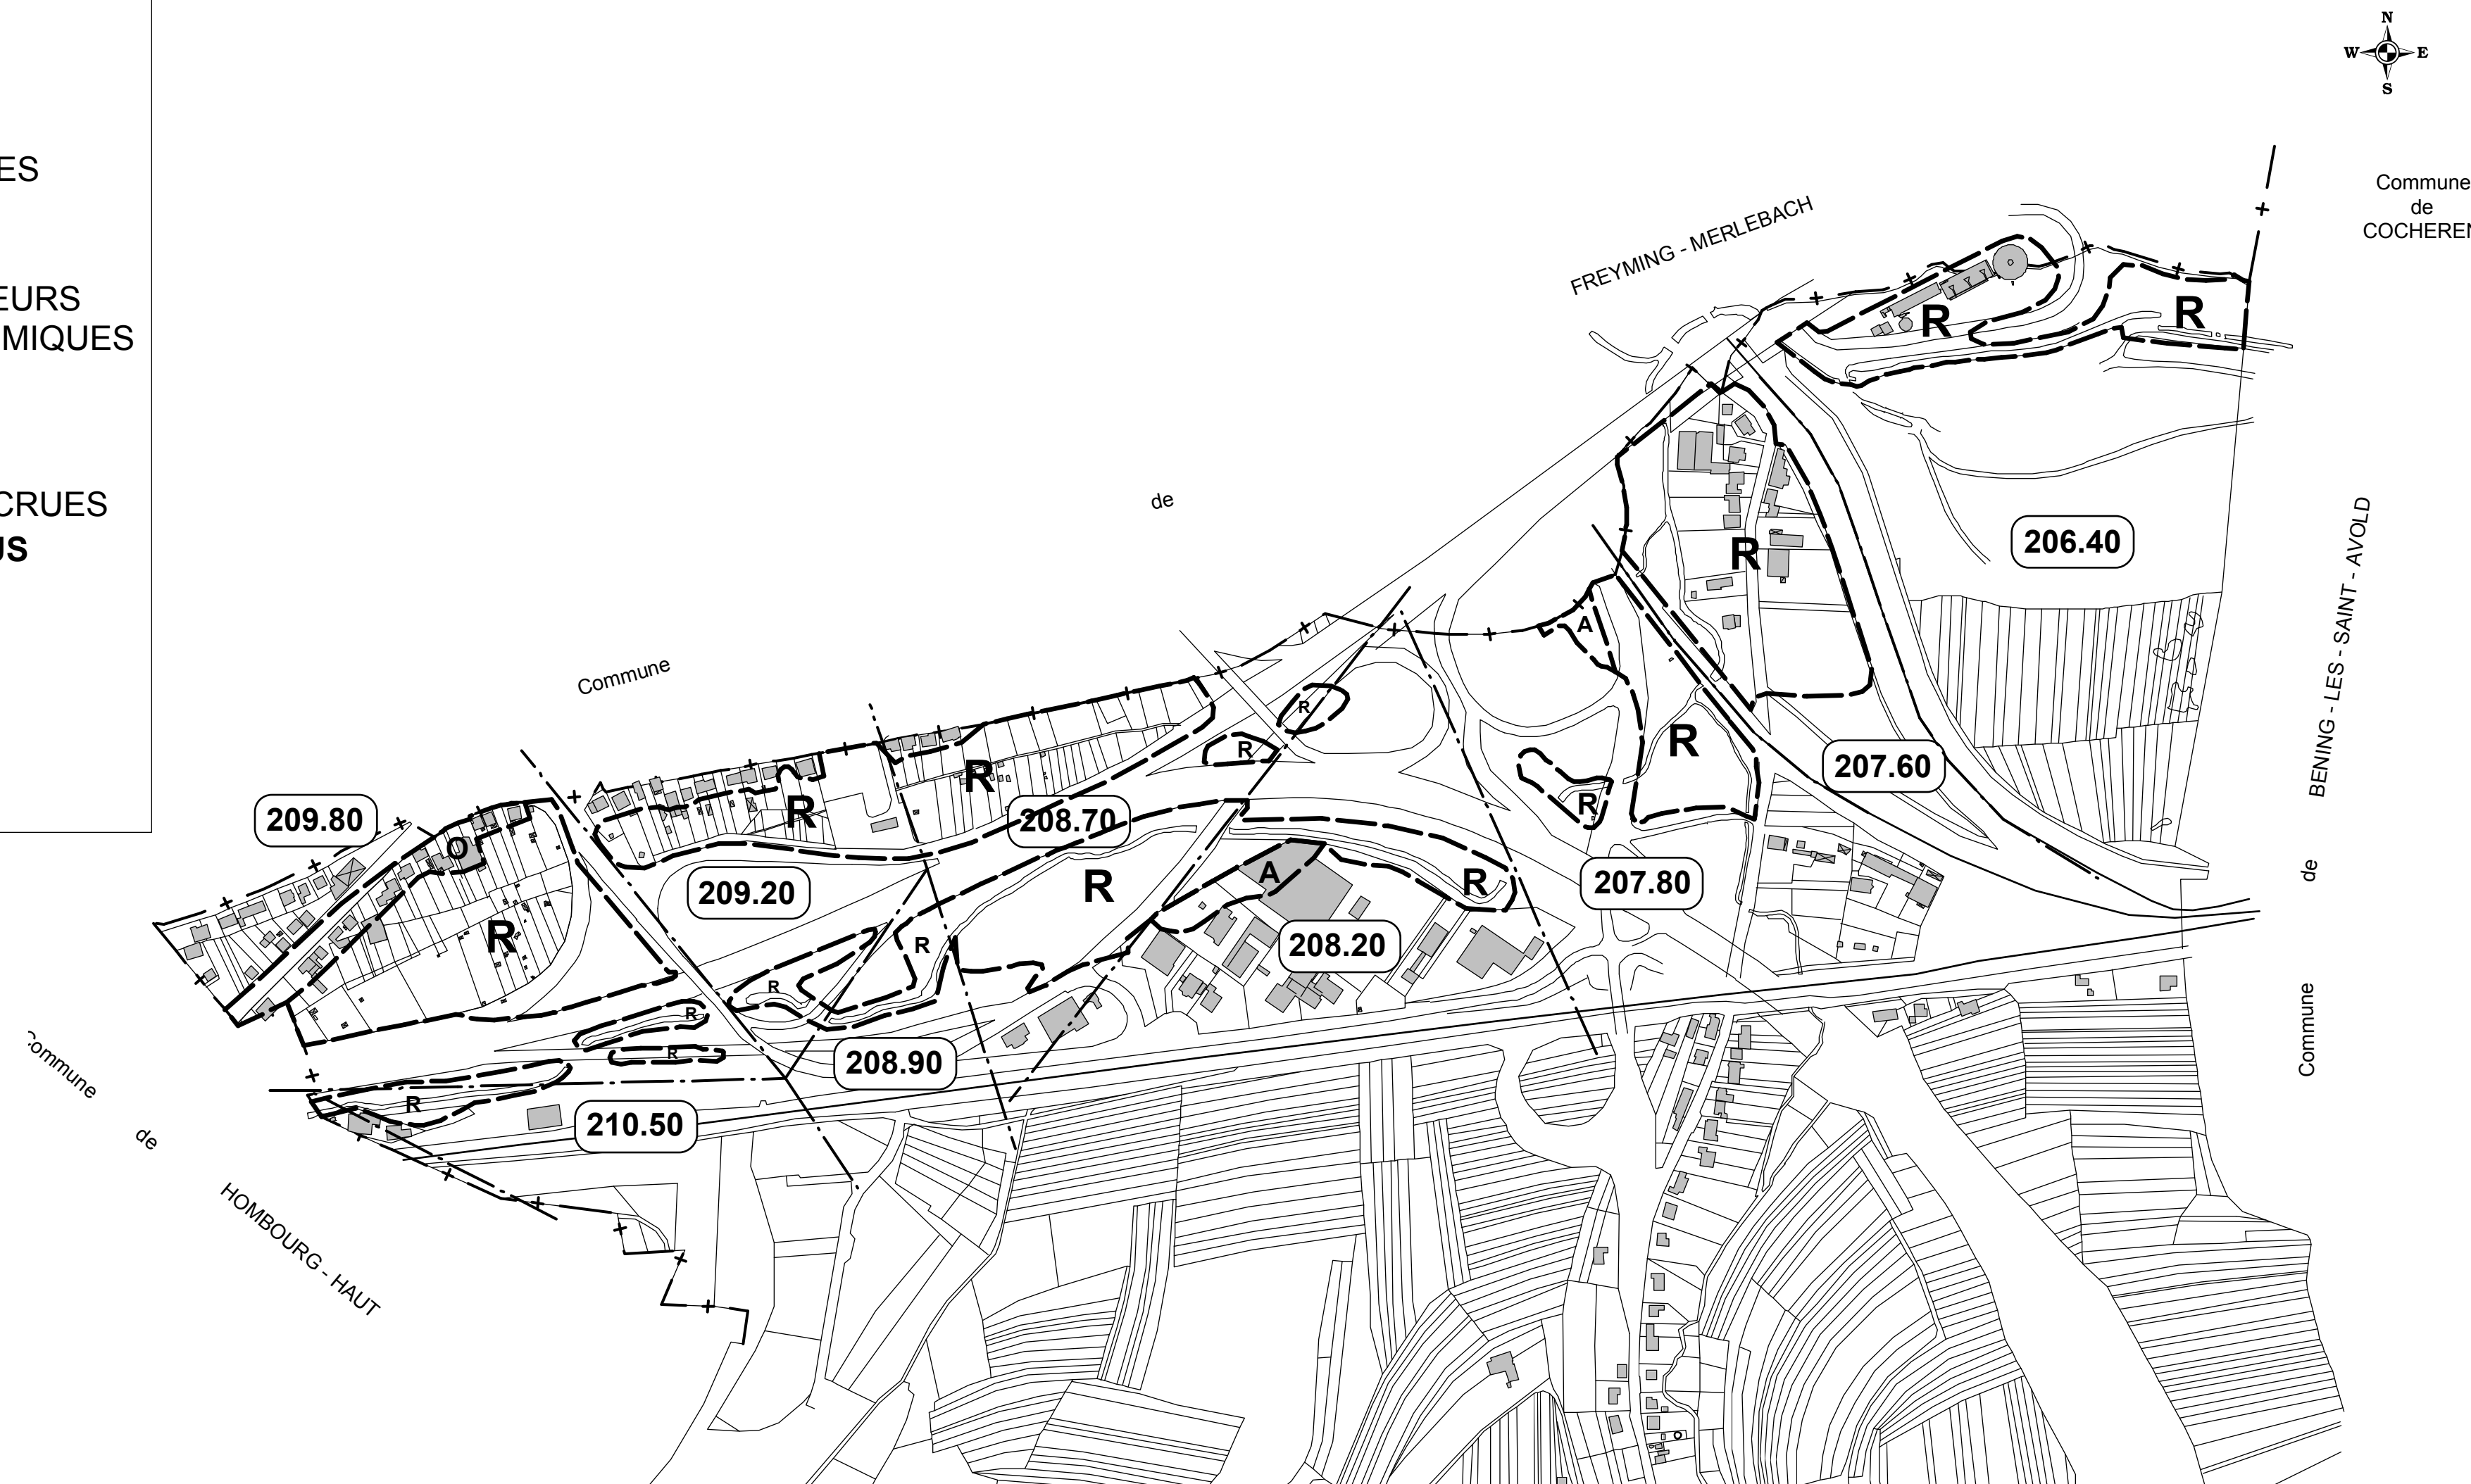 N
W E
S
ES
EURS
MIQUES
CRUES
US
Commune
de
COCHEREN
FREYMING - MERLEBACH
de
Commune
R
R
206.40
R
A
R
R
R
R
207.60
R
R
R
208.70
209.80
O
209.20
R
A
R
207.80
R
R
208.20
R
R
R
208.90
R
210.50
BENING - LES - SAINT - AVOLD
de
Commune
Commune
de
HOMBOURG - HAUT